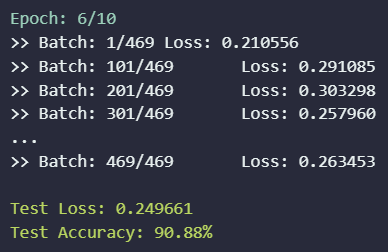 Epoch: 6/10
>> Batch: 1/469 Loss: 0.210556
>> Batch: 101/469 Loss: 0.291085
>> Batch: 201/469 Loss: 0.303298
>> Batch: 301/469 Loss: 0.257960
...
>> Batch: 469/469 Loss: 0.263453
Test Loss: 0.249661
Test Accuracy: 90.88%